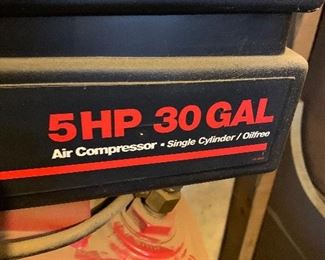 5HP 30GAL
Air Compressor • Single Cylinder / Oilfree